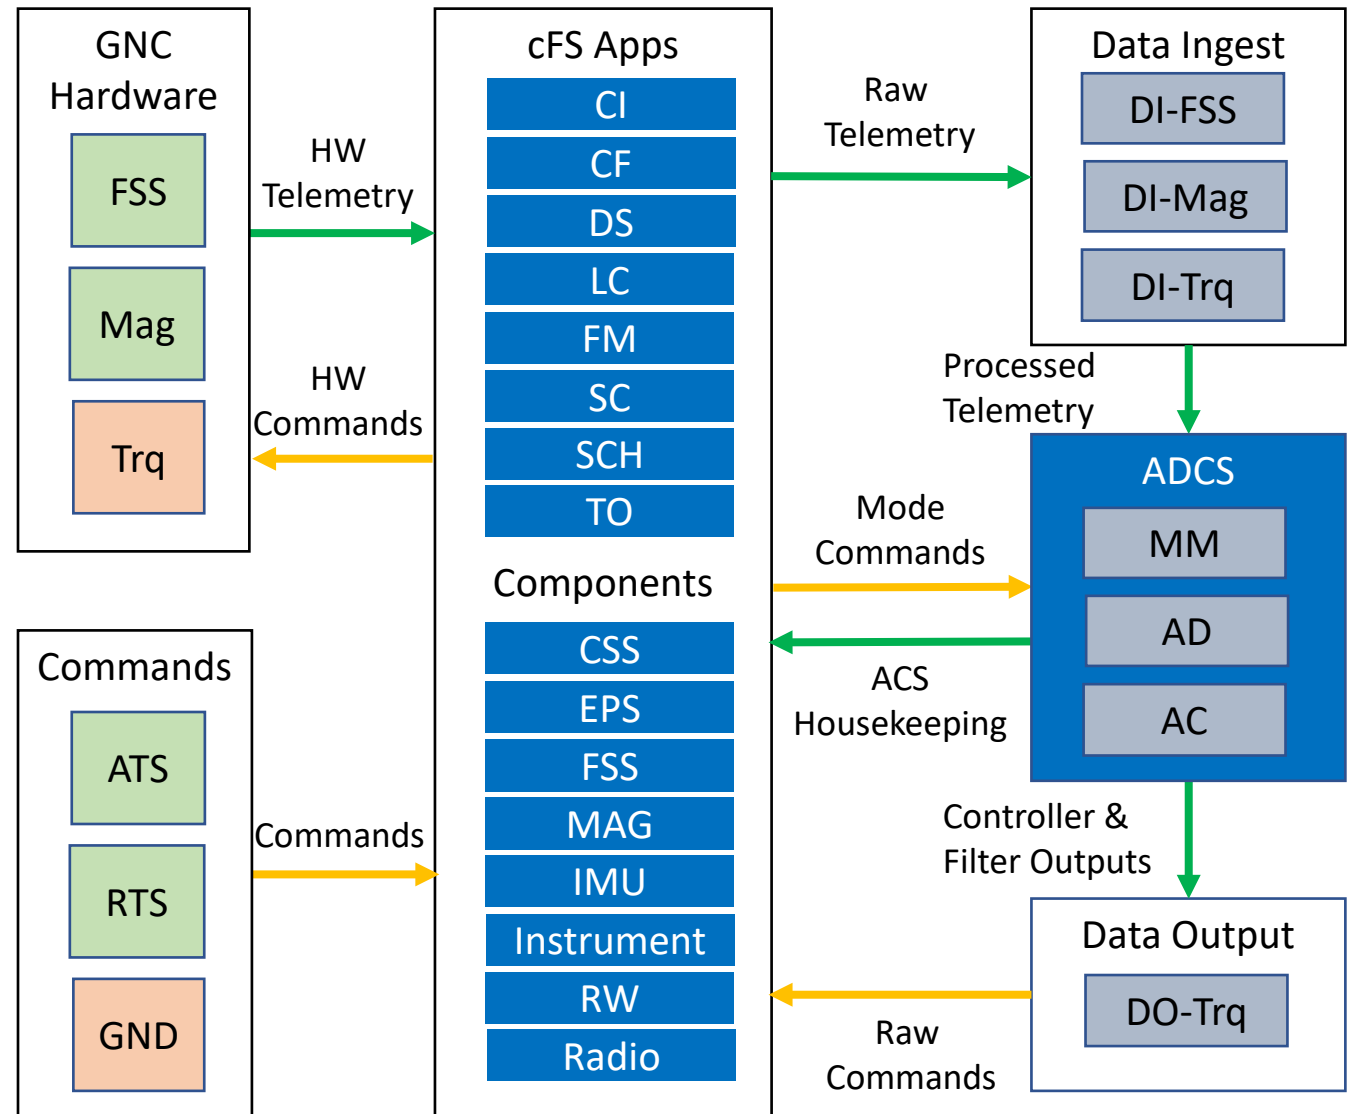 GNC
Hardware
FSS
Mag
Trq
HW
Telemetry
HW
Commands
Commands
ATS
RTS
GND
Commands
cFS Apps
CI
CF
DS
LC
FM
SC
SCH
TO
Components
CSS
EPS
FSS
MAG
IMU
Instrument
RW
Radio
Raw
Telemetry
Mode
Commands
ACS
Housekeeping
Raw
Commands
Data Ingest
DI-FSS
DI-Mag
DI-Trq
Processed
Telemetry
ADCS
MM
AD
AC
Controller &
Filter Outputs
Data Output
DO-Trq